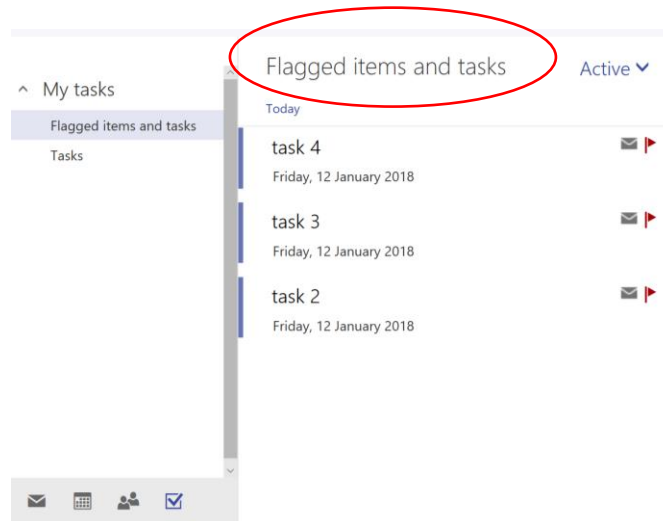 My tasks
Flagged items and tasks
Tasks
Flagged items and tasks
Active
Today
task 4
Friday, 12 January 2018
task 3
Friday, 12 January 2018
task 2
Friday, 12 January 2018